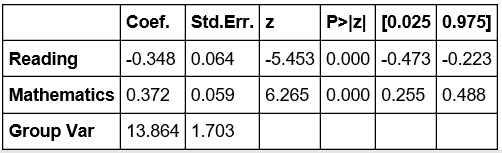 Coef. Std.Err. z P>|z| [0.025 0.975]
Reading -0.348 0.064 -5.453 0.000 -0.473 -0.223
Mathematics 0.372 0.059 6.265 0.000 0.255 0.488
Group Var 13.864 1.703